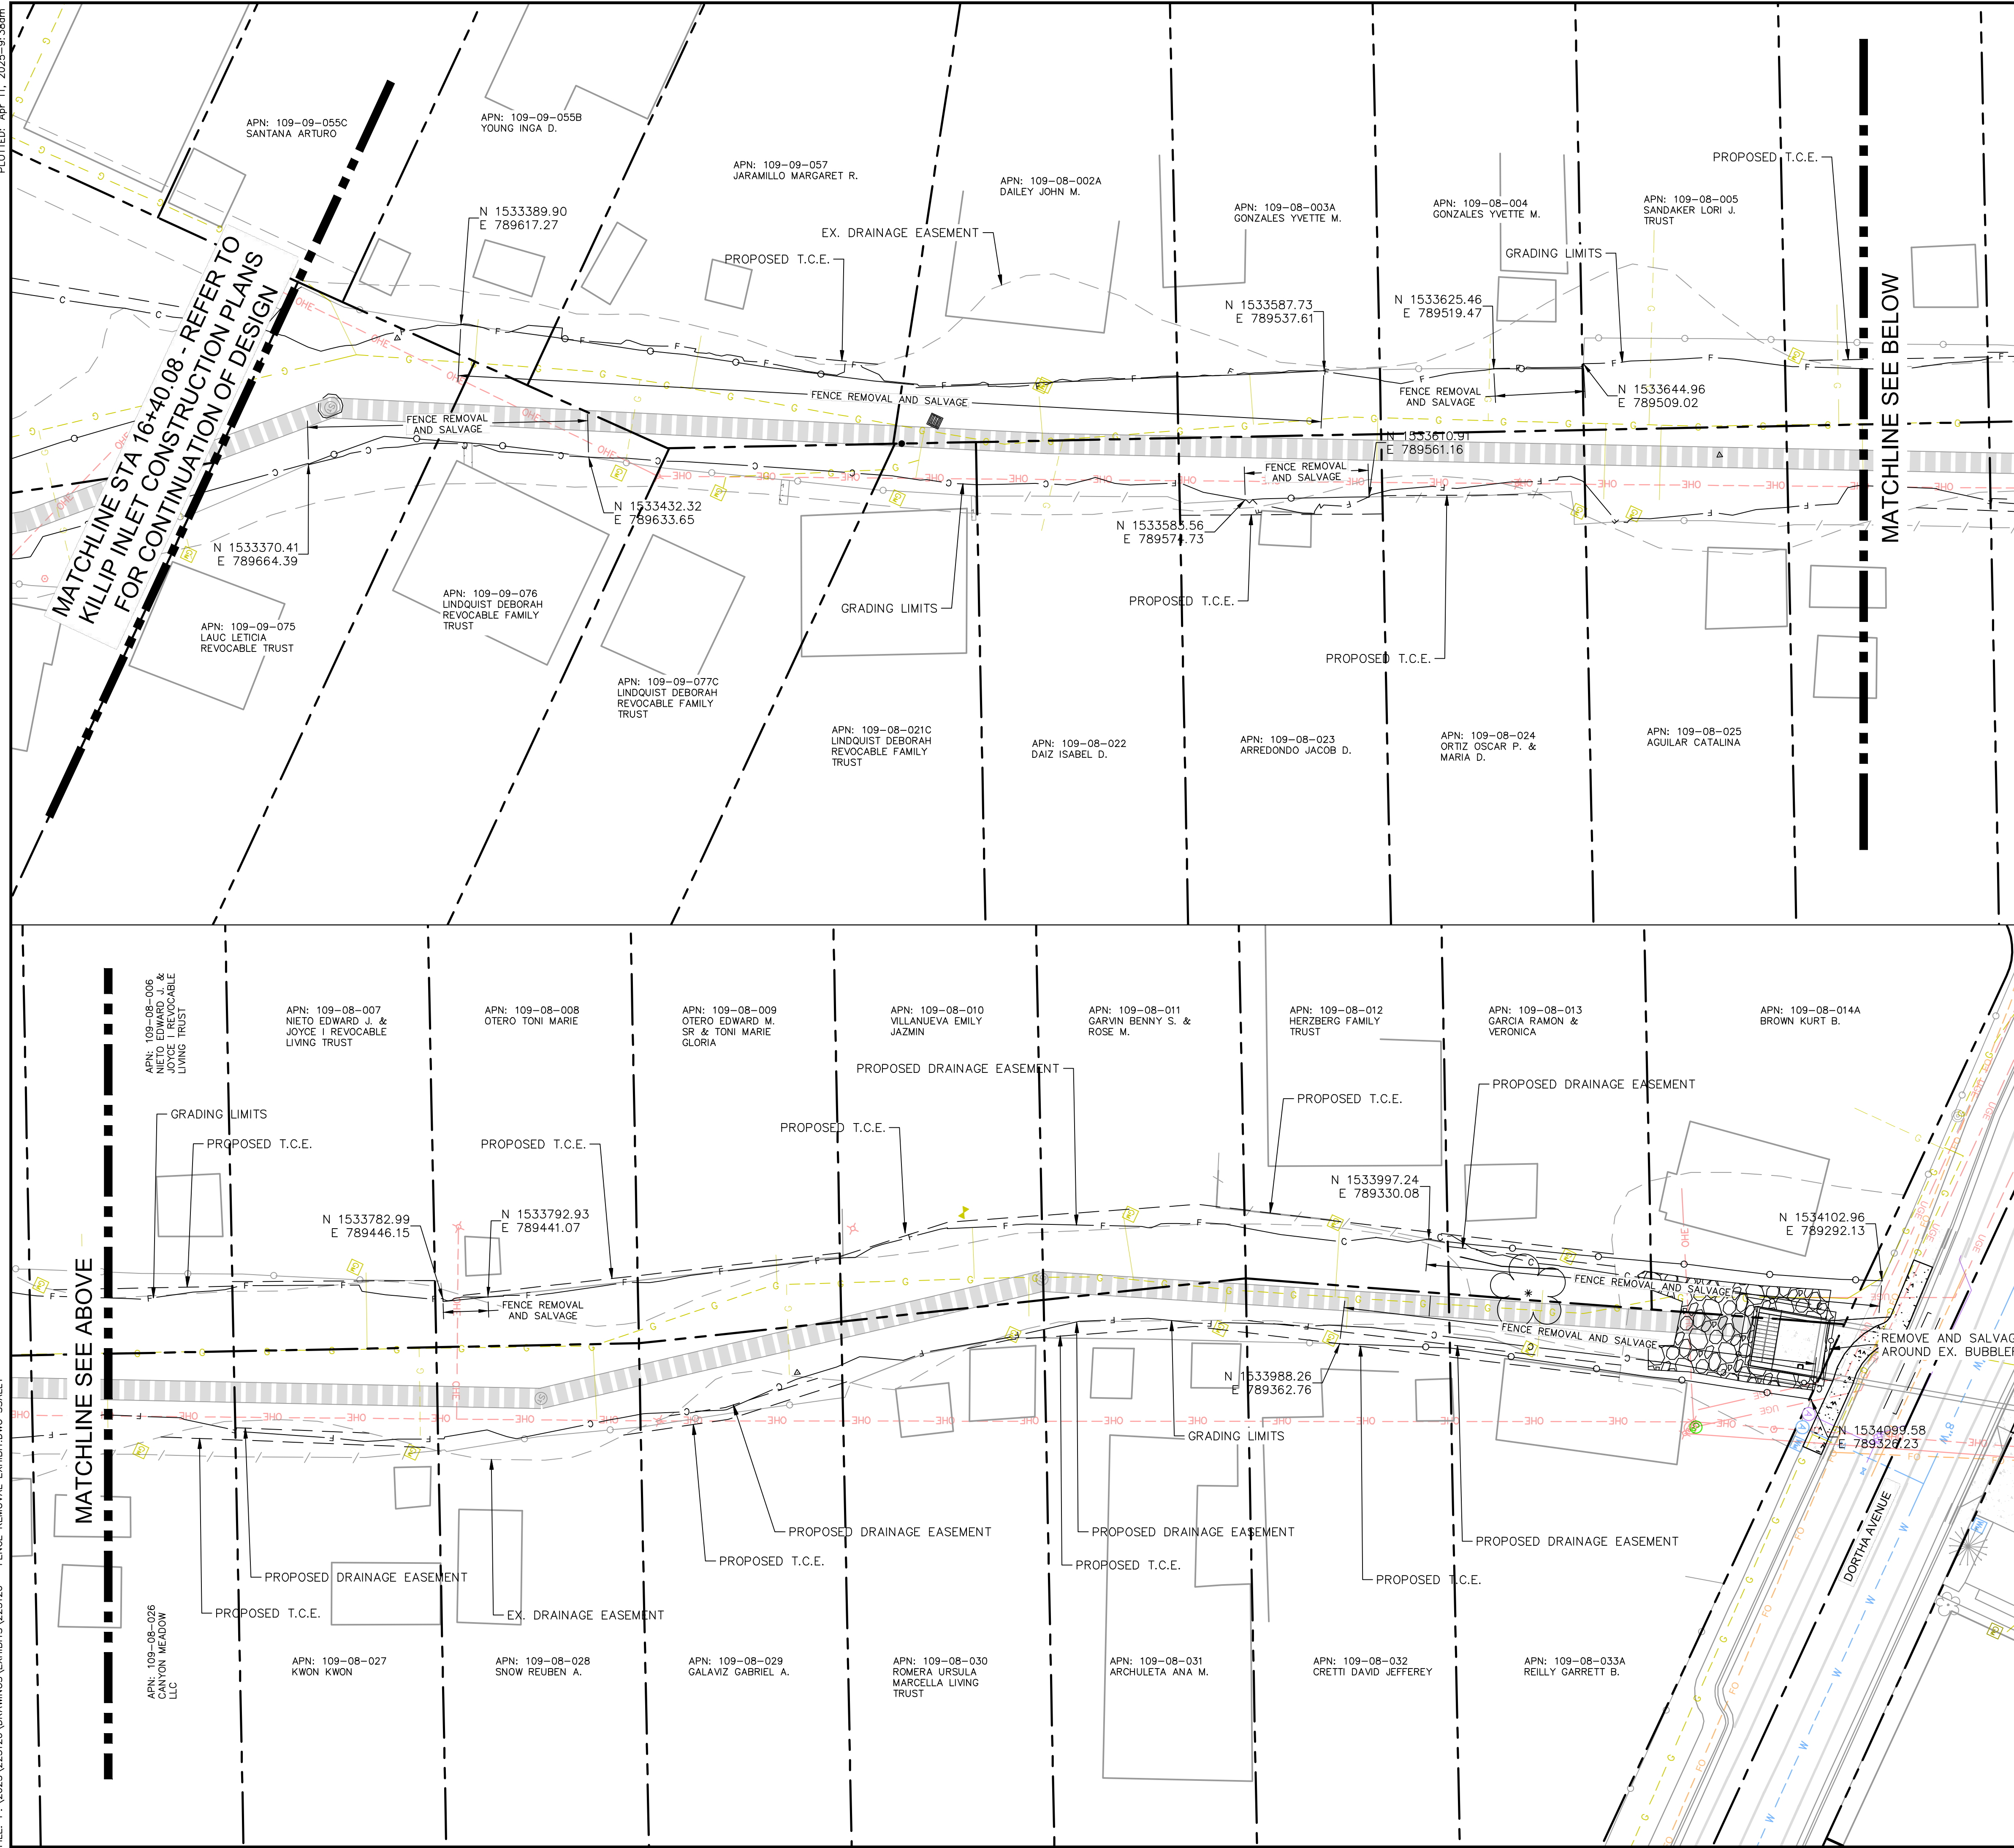 PLOTTED: Apr 11, 2025-9:38am
APN: 109-09-055C
SANTANA ARTURO
APN: 109-09-055B
YOUNG INGA D.
APN: 109-09-057
JARAMILLO MARGARET R.
APN: 109-08-002A
DAILEY JOHN M.
APN: 109-08-003A
GONZALES YVETTE M.
APN: 109-08-004
GONZALES YVETTE M.
APN: 109-08-005
SANDAKER LORI J.
TRUST
PROPOSED T.C.E.
N 1533389.90
E 789617.27
EX. DRAINAGE EASEMENT
PROPOSED T.C.E.
GRADING LIMITS
N 1533587.73
E 789537.61
N 1533625.46
E 789519.47
MATCHLINE STA 16+40.08 - REFER TO
KILLIP INLET CONSTRUCTION PLANS
FOR CONTINUATION OF DESIGN
MATCHLINE SEE BELOW
FENCE REMOVAL AND SALVAGE
FENCE REMOVAL
AND SALVAGE
N 1533644.96
E 789509.02
FENCE REMOVAL
AND SALVAGE
N 1533610.91
E 789561.16
FENCE REMOVAL
AND SALVAGE
N 1533432.32
E 789633.65
N 1533583.56
E 789574.73
N 1533370.41
E 789664.39
GRADING LIMITS
PROPOSED T.C.E.
PROPOSED T.C.E.
APN: 109-09-075
LAUC LETICIA
REVOCABLE TRUST
APN: 109-09-076
LINDQUIST DEBORAH
REVOCABLE FAMILY
TRUST
APN: 109-09-077C
LINDQUIST DEBORAH
REVOCABLE FAMILY
TRUST
APN: 109-08-021C
LINDQUIST DEBORAH
REVOCABLE FAMILY
TRUST
APN: 109-08-022
DAIZ ISABEL D.
APN: 109-08-023
ARREDONDO JACOB D.
APN: 109-08-024
ORTIZ OSCAR P. &
MARIA D.
APN: 109-08-025
AGUILAR CATALINA
APN: 109-08-006
NIETO EDWARD J. &
JOYCE I REVOCABLE
LIVING TRUST
APN: 109-08-007
NIETO EDWARD J. &
JOYCE I REVOCABLE
LIVING TRUST
APN: 109-08-008
OTERO TONI MARIE
APN: 109-08-009
OTERO EDWARD M.
SR & TONI MARIE
GLORIA
APN: 109-08-010
VILLANUEVA EMILY
JAZMIN
APN: 109-08-011
GARVIN BENNY S. &
ROSE M.
APN: 109-08-012
HERZBERG FAMILY
TRUST
APN: 109-08-013
GARCIA RAMON &
VERONICA
APN: 109-08-014A
BROWN KURT B.
PROPOSED DRAINAGE EASEMENT
PROPOSED DRAINAGE EASEMENT
GRADING LIMITS
PROPOSED T.C.E.
PROPOSED T.C.E.
PROPOSED T.C.E.
PROPOSED T.C.E.
N 1533997.24
E 789330.08
N 1533782.99
E 789446.15
N 1533792.93
E 789441.07
N 1534102.96
E 789292.13
MATCHLINE SEE ABOVE
FENCE REMOVAL
AND SALVAGE
FENCE REMOVAL AND SALVAGE
FENCE REMOVAL AND SALVAGE
REMOVE AND SALVAG
AROUND EX. BUBBLER
N 1533988.26
E 789362.76
N 1534099.58
E 789326.23
GRADING LIMITS
8" W
PROPOSED DRAINAGE EASEMENT
PROPOSED T.C.E.
PROPOSED DRAINAGE EASEMENT
PROPOSED T.C.E.
PROPOSED DRAINAGE EASEMENT
PROPOSED T.C.E.
PROPOSED DRAINAGE EASEMENT
PROPOSED T.C.E.
EX. DRAINAGE EASEMENT
DORTHA AVENUE
APN: 109-08-026
CANYON MEADOW
LLC
APN: 109-08-027
KWON KWON
APN: 109-08-028
SNOW REUBEN A.
APN: 109-08-029
GALAVIZ GABRIEL A.
APN: 109-08-030
ROMERA URSULA
MARCELLA LIVING
TRUST
APN: 109-08-031
ARCHULETA ANA M.
APN: 109-08-032
CRETTI DAVID JEFFEREY
APN: 109-08-033A
REILLY GARRETT B.